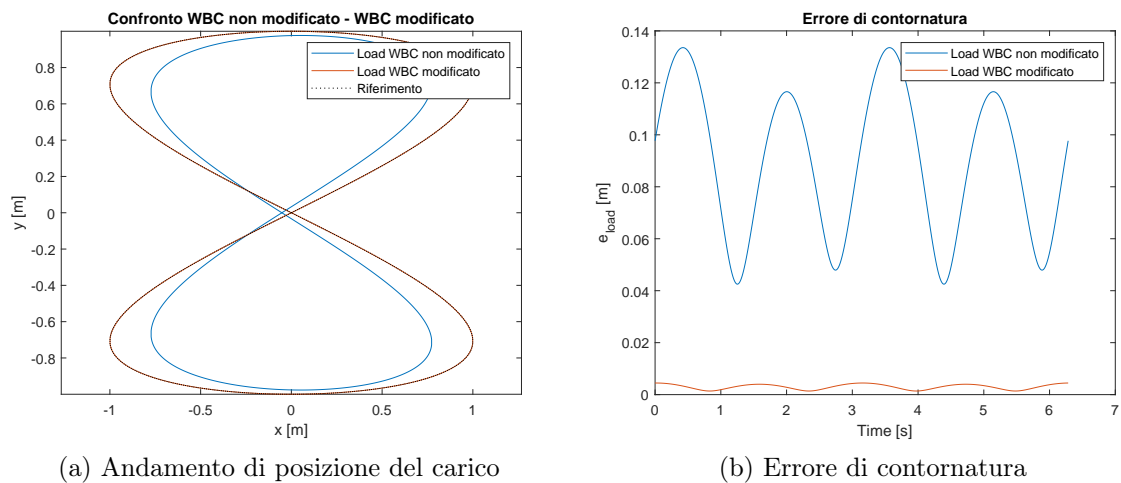 Confronto WBC non modificato - WBC modificato
Load WBC non modificato
Load WBC modificato
Riferimento
y [m]
0.8
0.6
0.4
0.2
0
-0.2
-0.4
-0.6
-0.8
-1
-0.5
0
0.5
1
x [m]
(a) Andamento di posizione del carico
Errore di contornatura
Load WBC non modificato
Load WBC modificato
e_load [m]
0.14
0.12
0.1
0.08
0.06
0.04
0.02
0
0
1
2
3
4
5
6
7
Time [s]
(b) Errore di contornatura